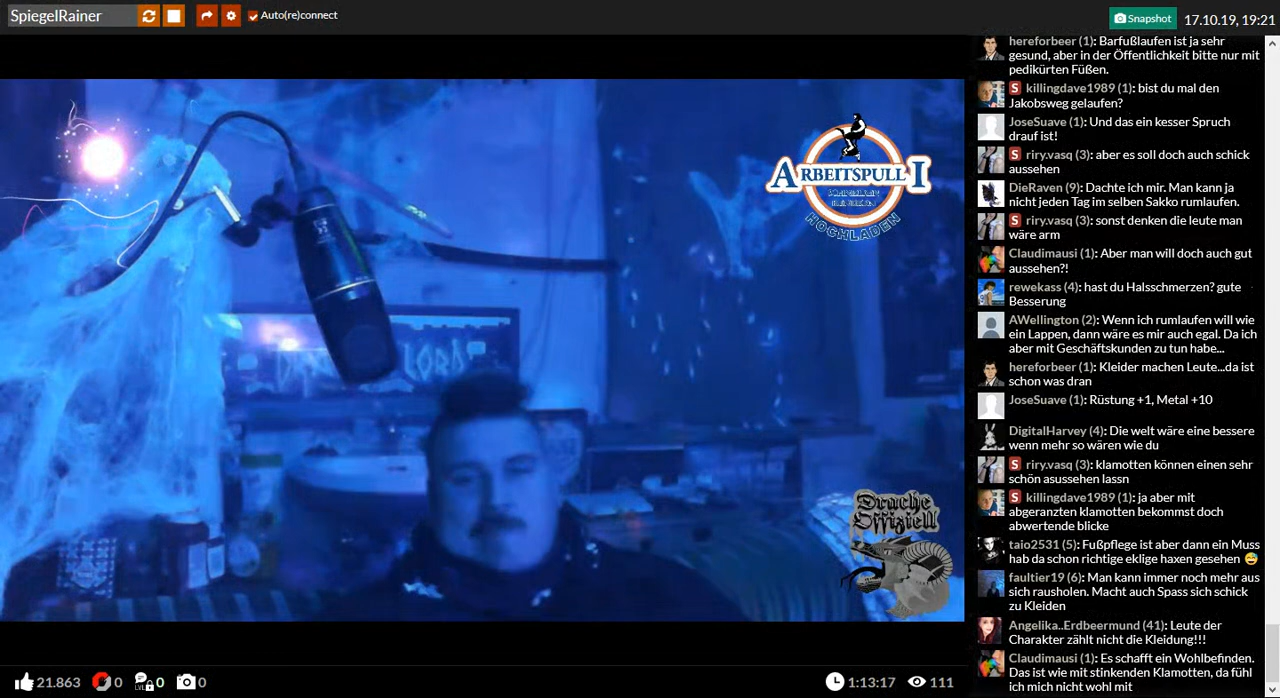 SpiegelRainer
Auto(re)connect
Snapshot
17.10.19, 19:21
hereforbeer (1): Barfußlaufen ist ja sehr
gesund, aber in der Öffentlichkeit bitte nur mit
pedikürten Füßen.
S killingdave1989 (1): bist du mal den
Jakobsweg gelaufen?
JoseSuave (1): Und das ein kesser Spruch
drauf ist!
S riry.vasq (3): aber es soll doch auch schick
aussehen
DieRaven (9): Dachte ich mir. Man kann ja
nicht jeden Tag im selben Sakko rumlaufen.
S riry.vasq (3): sonst denken die leute man
wäre arm
Claudimausi (1): Aber man will doch auch gut
aussehen?!
rewekass (4): hast du Halsschmerzen? gute
Besserung
AWellington (2): Wenn ich rumlaufen will wie
ein Lappen, dann wäre es mir auch egal. Da ich
aber mit Geschäftskunden zu tun habe...
hereforbeer (1): Kleider machen Leute...da ist
schon was dran
JoseSuave (1): Rüstung +1, Metal +10
DigitalHarvey (4): Die welt wäre eine bessere
wenn mehr so wären wie du
S riry.vasq (3): klamotten können einen sehr
schön asussehen lassn
S killingdave1989 (1): ja aber mit
abgeranzten klamotten bekommst doch
abwertende blicke
taio2531 (5): Fußpflege ist aber dann ein Muss
hab da schon richtige eklige haxen gesehen 😅
faultier19 (6): Man kann immer noch mehr aus
sich rausholen. Macht auch Spass sich schick
zu Kleiden
Angelika..Erdbeermund (41): Leute der
Charakter zählt nicht die Kleidung!!!
Claudimausi (1): Es schafft ein Wohlbefinden.
Das ist wie mit stinkenden Klamotten, da fühl
ich mich nicht wohl mit
ARBEITSPULLI
HOCHLADEN
LORD
Drache
Offiziell
21.863
0
LVL
0
0
1:13:17
111